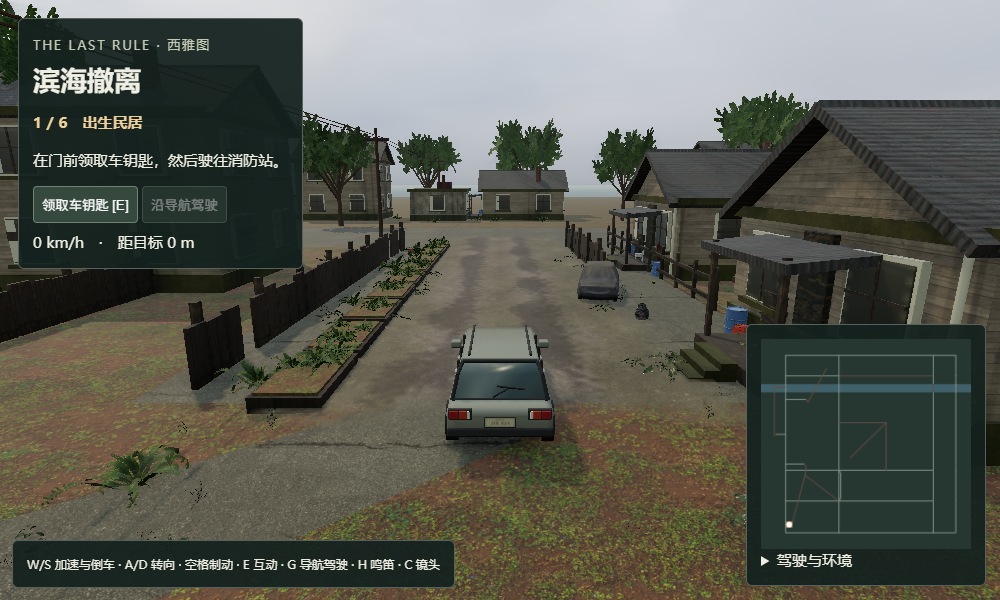 THE LAST RULE · 西雅图
滨海撤离
1 / 6 出生民居
在门前领取车钥匙，然后驶往消防站。
领取车钥匙 [E] 沿导航驾驶
0 km/h · 距目标 0 m
W/S 加速与倒车 · A/D 转向 · 空格制动 · E 互动 · G 导航驾驶 · H 鸣笛 · C 镜头
▶ 驾驶与环境